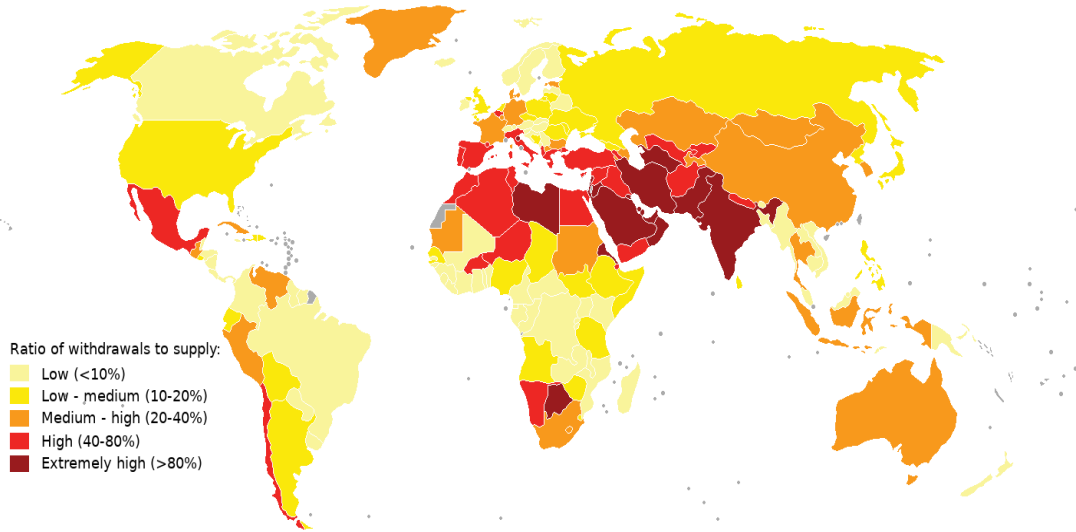 Ratio of withdrawals to supply:
Low (<10%)
Low - medium (10-20%)
Medium - high (20-40%)
High (40-80%)
Extremely high (>80%)